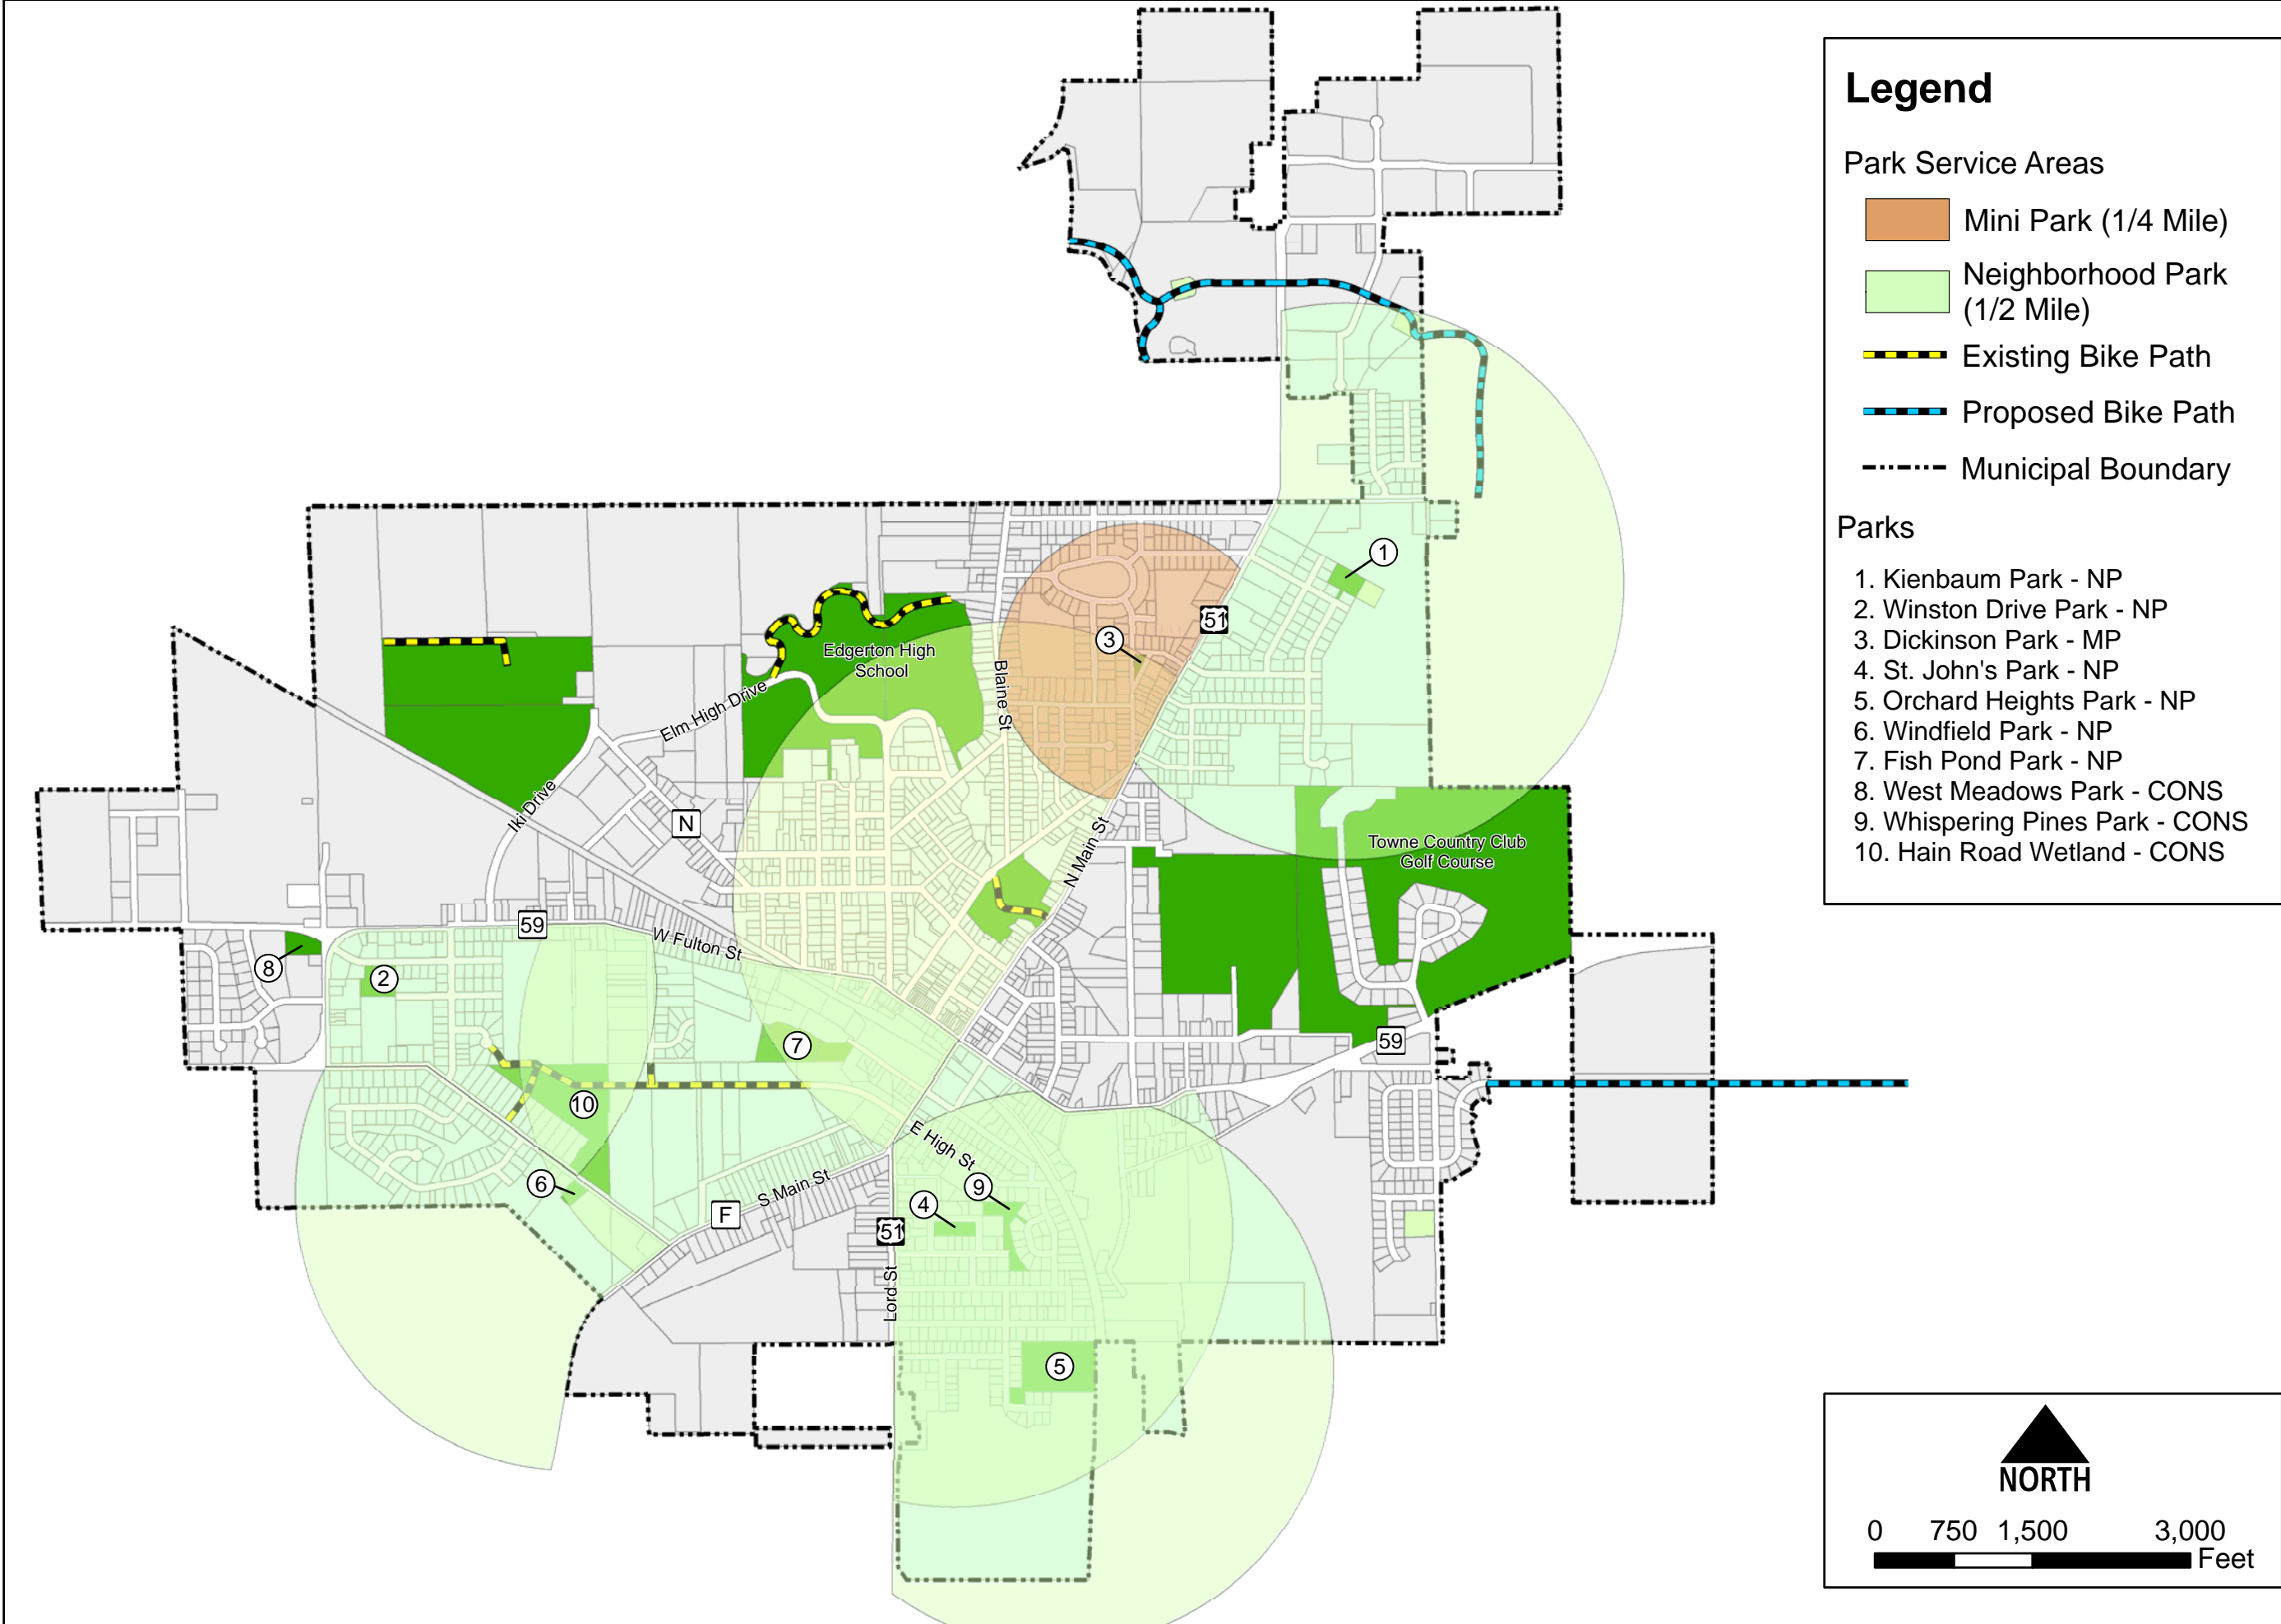 Legend
Park Service Areas
Mini Park (1/4 Mile)
Neighborhood Park
(1/2 Mile)
Existing Bike Path
Proposed Bike Path
Municipal Boundary
Parks
1. Kienbaum Park - NP
2. Winston Drive Park - NP
3. Dickinson Park - MP
4. St. John's Park - NP
5. Orchard Heights Park - NP
6. Windfield Park - NP
7. Fish Pond Park - NP
8. West Meadows Park - CONS
9. Whispering Pines Park - CONS
10. Hain Road Wetland - CONS
1
51
3
Edgerton High
School
Blaine St
Elm High Drive
Iki Drive
N
N Main St
Towne Country Club
Golf Course
59
W Fulton St
8
2
7
59
10
E High St
6
S Main St
F
4
9
51
Lord St
5
NORTH
0 750 1,500 3,000
Feet